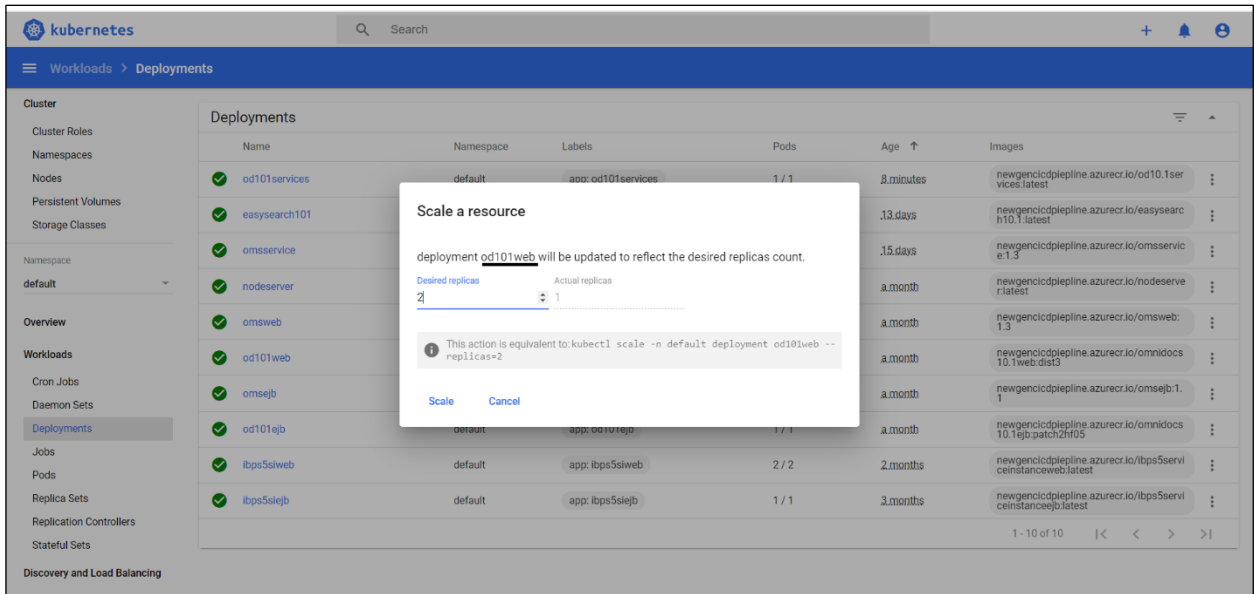 kubernetes
Search
Workloads > Deployments
Cluster
Cluster Roles
Namespaces
Nodes
Persistent Volumes
Storage Classes
Namespace
default
Overview
Workloads
Cron Jobs
Daemon Sets
Deployments
Jobs
Pods
Replica Sets
Replication Controllers
Stateful Sets
Discovery and Load Balancing
Deployments
Name Namespace Labels Pods Age Images
od101services default app: od101services 1 / 1 8 minutes newgencicdpiepline.azurecr.io/od10.1ser
vices:latest
easysearch101 13 days newgencicdpiepline.azurecr.io/easysearc
h10.1:latest
omsservice 15 days newgencicdpiepline.azurecr.io/omsservic
e:1.3
nodeserver a month newgencicdpiepline.azurecr.io/nodeserve
r:latest
omsweb a month newgencicdpiepline.azurecr.io/omsweb:
1.3
od101web a month newgencicdpiepline.azurecr.io/omnidocs
10.1web:dist3
omsejb a month newgencicdpiepline.azurecr.io/omsejb:1.
1
od101ejb default app: od101ejb 1 / 1 a month newgencicdpiepline.azurecr.io/omnidocs
10.1ejb:patch2hf05
ibps5siweb default app: ibps5siweb 2 / 2 2 months newgencicdpiepline.azurecr.io/ibps5servi
ceinstanceweb:latest
ibps5siejb default app: ibps5siejb 1 / 1 3 months newgencicdpiepline.azurecr.io/ibps5servi
ceinstanceejb:latest
1 - 10 of 10
Scale a resource
deployment od101web will be updated to reflect the desired replicas count.
Desired replicas Actual replicas
2 1
This action is equivalent to: kubectl scale -n default deployment od101web --
replicas=2
Scale Cancel